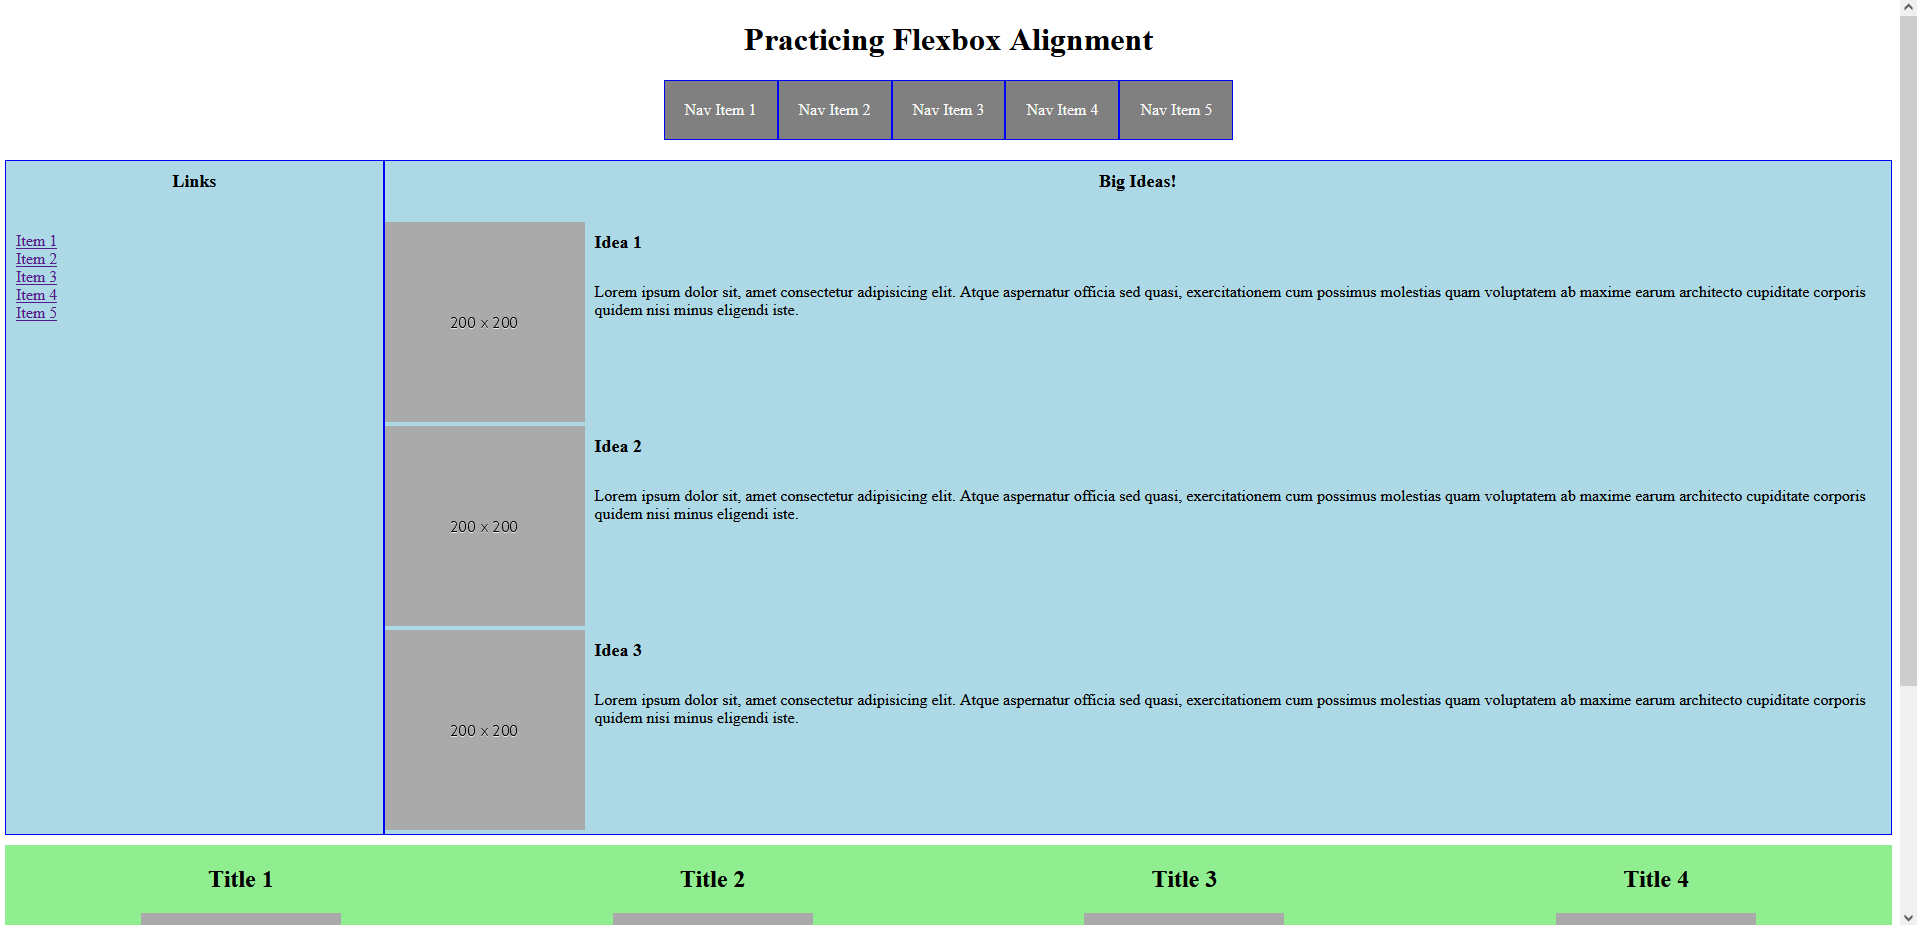 Practicing Flexbox Alignment
Nav Item 1 Nav Item 2 Nav Item 3 Nav Item 4 Nav Item 5
Links
Item 1
Item 2
Item 3
Item 4
Item 5
Big Ideas!
200 x 200
Idea 1
Lorem ipsum dolor sit, amet consectetur adipisicing elit. Atque aspernatur officia sed quasi, exercitationem cum possimus molestias quam voluptatem ab maxime earum architecto cupiditate corporis
quidem nisi minus eligendi iste.
200 x 200
Idea 2
Lorem ipsum dolor sit, amet consectetur adipisicing elit. Atque aspernatur officia sed quasi, exercitationem cum possimus molestias quam voluptatem ab maxime earum architecto cupiditate corporis
quidem nisi minus eligendi iste.
200 x 200
Idea 3
Lorem ipsum dolor sit, amet consectetur adipisicing elit. Atque aspernatur officia sed quasi, exercitationem cum possimus molestias quam voluptatem ab maxime earum architecto cupiditate corporis
quidem nisi minus eligendi iste.
Title 1 Title 2 Title 3 Title 4